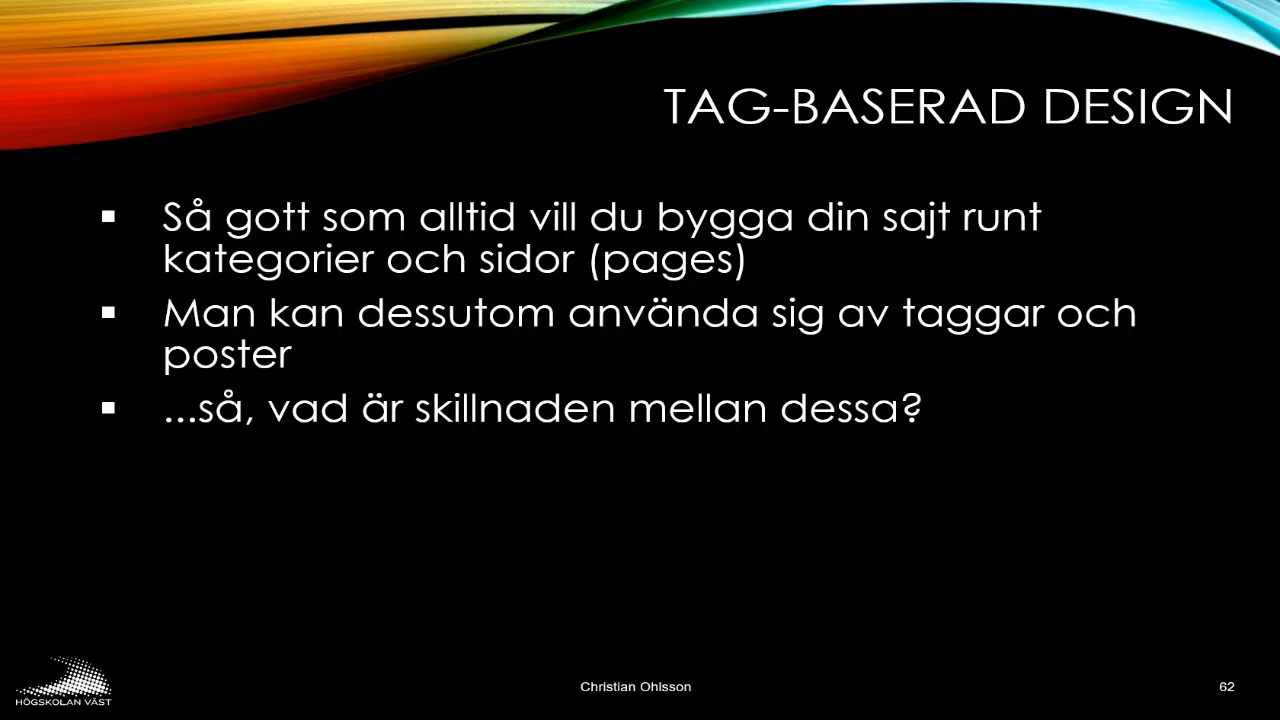 TAG-BASERAD DESIGN
▪ Så gott som alltid vill du bygga din sajt runt
kategorier och sidor (pages)
▪ Man kan dessutom använda sig av taggar och
poster
▪ ...så, vad är skillnaden mellan dessa?
HÖGSKOLAN VÄST
Christian Ohlsson
62